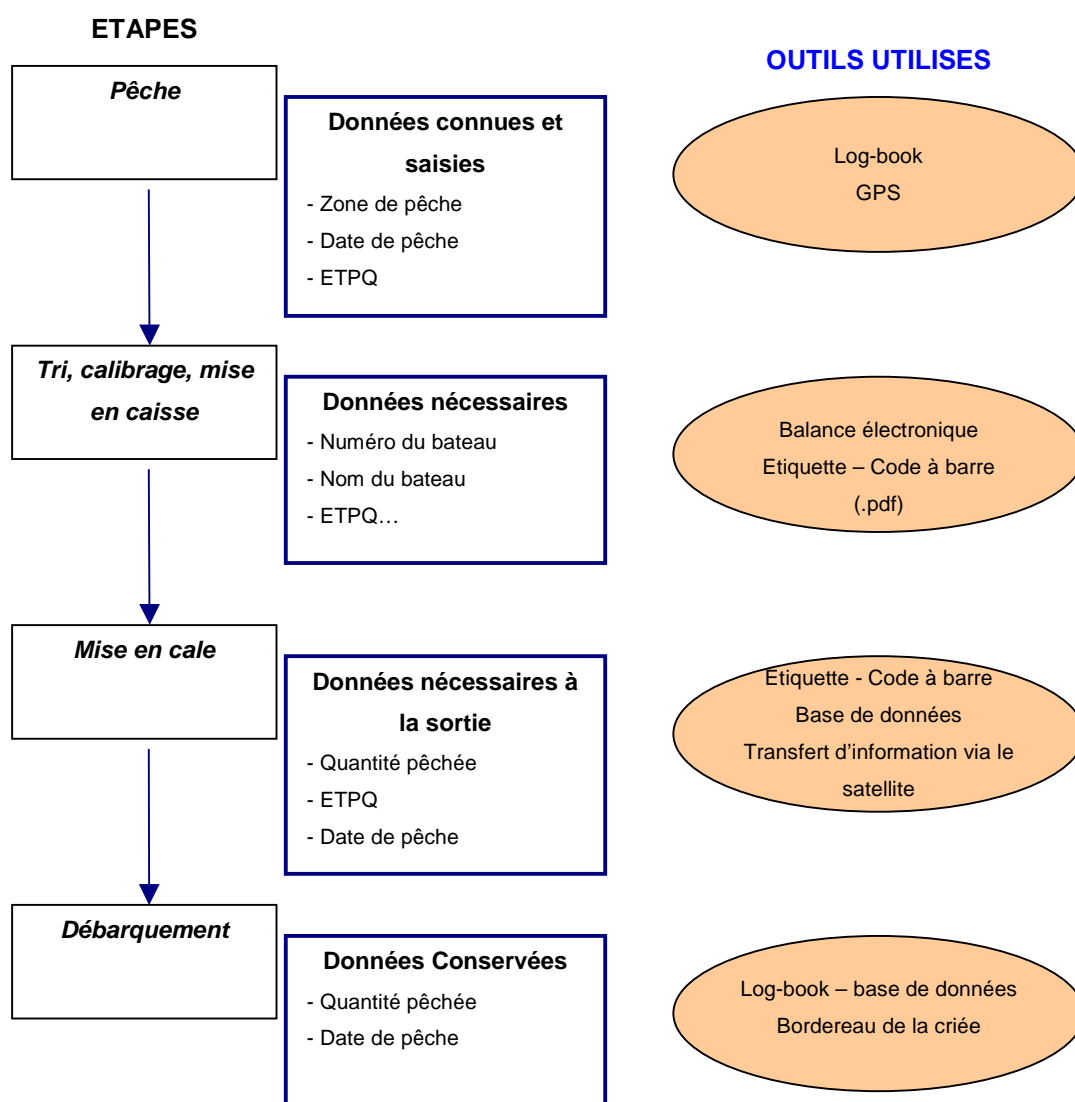 ETAPES
OUTILS UTILISES
Pêche
Données connues et
saisies
- Zone de pêche
- Date de pêche
- ETPQ
Log-book
GPS
Tri, calibrage, mise
en caisse
Données nécessaires
- Numéro du bateau
- Nom du bateau
- ETPQ…
Balance électronique
Etiquette – Code à barre
(.pdf)
Mise en cale
Données nécessaires à
la sortie
- Quantité pêchée
- ETPQ
- Date de pêche
Etiquette - Code à barre
Base de données
Transfert d'information via le
satellite
Débarquement
Données Conservées
- Quantité pêchée
- Date de pêche
Log-book – base de données
Bordereau de la criée